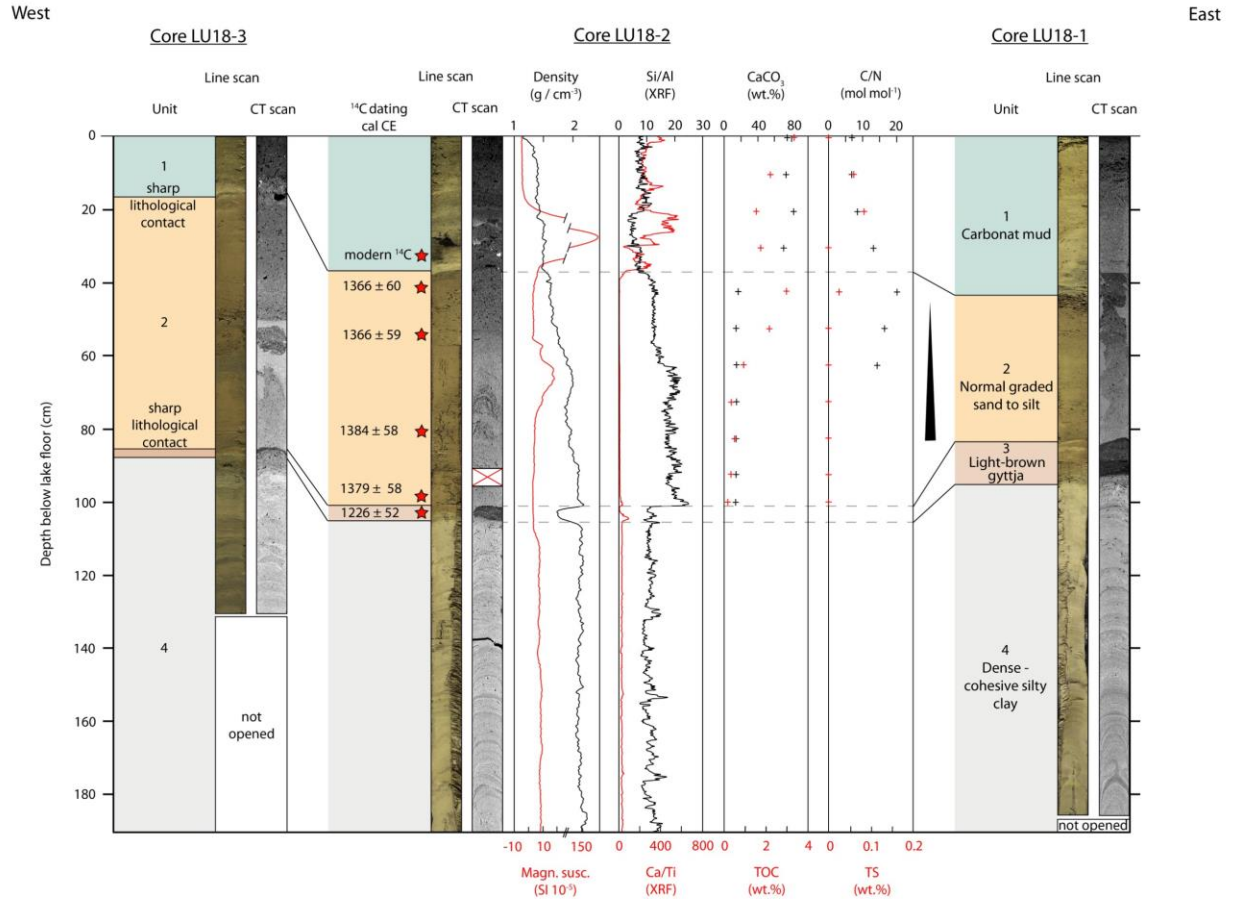 West
East
Core LU18-3
Core LU18-2
Core LU18-1
Line scan
Unit
CT scan
Line scan
¹⁴C dating
cal CE
CT scan
Density
(g / cm⁻³)
1 2
Si/Al
(XRF)
0 10 20 30
CaCO₃
(wt.%)
0 40 80
C/N
(mol mol⁻¹)
0 10 20
Line scan
Unit
CT scan
Depth below lake floor (cm)
0
20
40
60
80
100
120
140
160
180
1
sharp
lithological
contact
2
sharp
lithological
contact
4
not
opened
modern ¹⁴C
1366 ± 60
1366 ± 59
1384 ± 58
1379 ± 58
1226 ± 52
1
Carbonat mud
2
Normal graded
sand to silt
3
Light-brown
gyttja
4
Dense -
cohesive silty
clay
not opened
-10 10 150
Magn. susc.
(SI 10⁻⁵)
0 400 800
Ca/Ti
(XRF)
0 2 4
TOC
(wt.%)
0 0.1 0.2
TS
(wt.%)